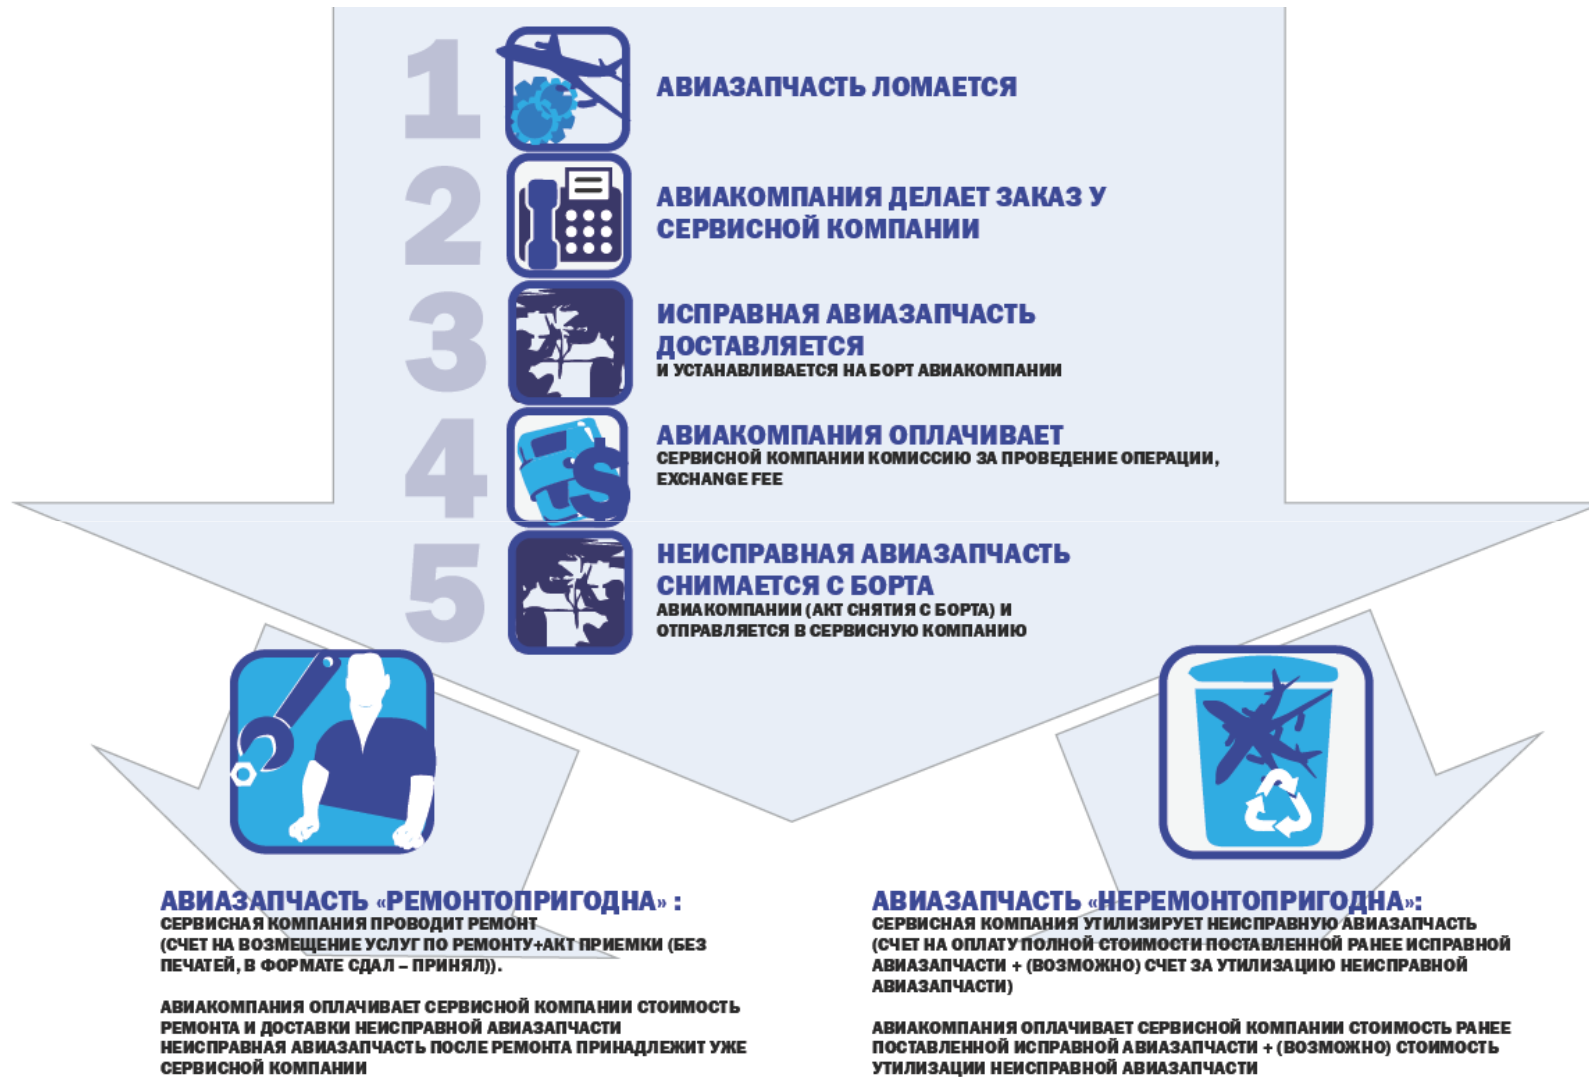 1
АВИАЗАПЧАСТЬ ЛОМАЕТСЯ
2
АВИАКОМПАНИЯ ДЕЛАЕТ ЗАКАЗ У
СЕРВИСНОЙ КОМПАНИИ
3
ИСПРАВНАЯ АВИАЗАПЧАСТЬ
ДОСТАВЛЯЕТСЯ
И УСТАНАВЛИВАЕТСЯ НА БОРТ АВИАКОМПАНИИ
4
$
АВИАКОМПАНИЯ ОПЛАЧИВАЕТ
СЕРВИСНОЙ КОМПАНИИ КОМИССИЮ ЗА ПРОВЕДЕНИЕ ОПЕРАЦИИ,
EXCHANGE FEE
5
НЕИСПРАВНАЯ АВИАЗАПЧАСТЬ
СНИМАЕТСЯ С БОРТА
АВИАКОМПАНИИ (АКТ СНЯТИЯ С БОРТА) И
ОТПРАВЛЯЕТСЯ В СЕРВИСНУЮ КОМПАНИЮ
АВИАЗАПЧАСТЬ «РЕМОНТОПРИГОДНА» :
СЕРВИСНАЯ КОМПАНИЯ ПРОВОДИТ РЕМОНТ
(СЧЕТ НА ВОЗМЕЩЕНИЕ УСЛУГ ПО РЕМОНТУ+АКТ ПРИЕМКИ (БЕЗ
ПЕЧАТЕЙ, В ФОРМАТЕ СДАЛ – ПРИНЯЛ)).
АВИАКОМПАНИЯ ОПЛАЧИВАЕТ СЕРВИСНОЙ КОМПАНИИ СТОИМОСТЬ
РЕМОНТА И ДОСТАВКИ НЕИСПРАВНОЙ АВИАЗАПЧАСТИ
НЕИСПРАВНАЯ АВИАЗАПЧАСТЬ ПОСЛЕ РЕМОНТА ПРИНАДЛЕЖИТ УЖЕ
СЕРВИСНОЙ КОМПАНИИ
АВИАЗАПЧАСТЬ «НЕРЕМОНТОПРИГОДНА»:
СЕРВИСНАЯ КОМПАНИЯ УТИЛИЗИРУЕТ НЕИСПРАВНУЮ АВИАЗАПЧАСТЬ
(СЧЕТ НА ОПЛАТУ ПОЛНОЙ СТОИМОСТИ ПОСТАВЛЕННОЙ РАНЕЕ ИСПРАВНОЙ
АВИАЗАПЧАСТИ + (ВОЗМОЖНО) СЧЕТ ЗА УТИЛИЗАЦИЮ НЕИСПРАВНОЙ
АВИАЗАПЧАСТИ)
АВИАКОМПАНИЯ ОПЛАЧИВАЕТ СЕРВИСНОЙ КОМПАНИИ СТОИМОСТЬ РАНЕЕ
ПОСТАВЛЕННОЙ ИСПРАВНОЙ АВИАЗАПЧАСТИ + (ВОЗМОЖНО) СТОИМОСТЬ
УТИЛИЗАЦИИ НЕИСПРАВНОЙ АВИАЗАПЧАСТИ